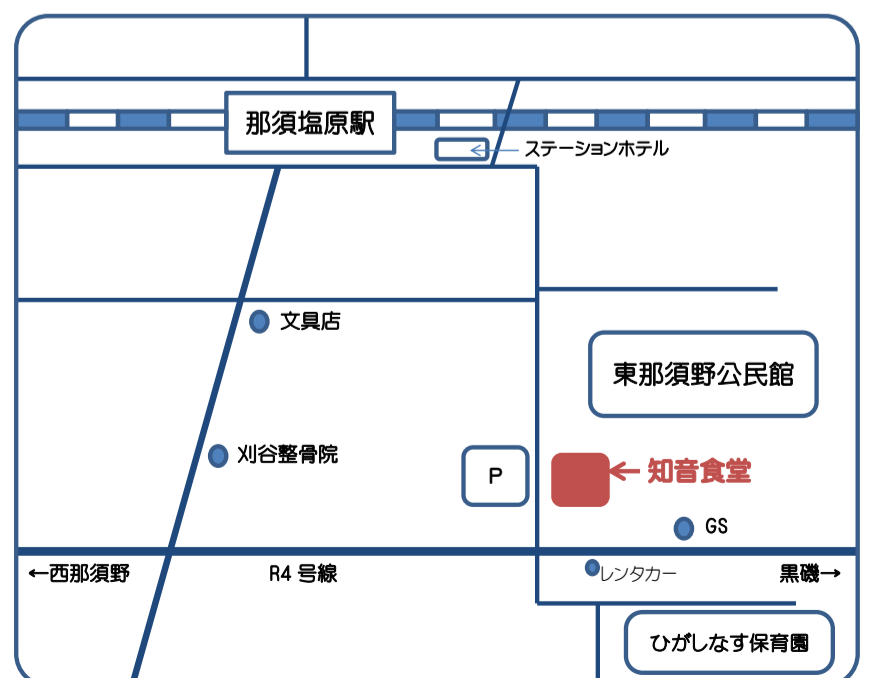 那須塩原駅
ステーションホテル
文具店
東那須野公民館
刈谷整骨院
P
←知音食堂
GS
←西那須野
R4号線
レンタカー
黒磯→
ひがしなす保育園